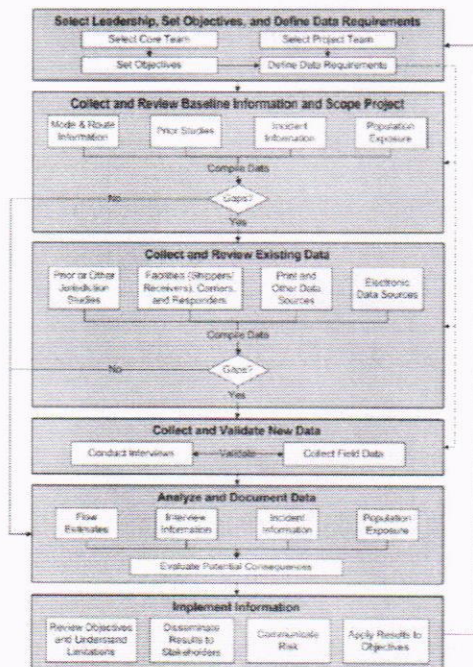 Select Leadership, Set Objectives, and Define Data Requirements
Select Core Team
Select Project Team
Set Objectives
Define Data Requirements
Collect and Review Baseline Information and Scope Project
Mode & Route
Information
Prior Studies
Incident
Information
Population
Exposure
Compile Data
No
Gaps?
Yes
Collect and Review Existing Data
Prior or Other
Jurisdiction
Studies
Facilities (Shippers/
Receivers), Carriers,
and Responders
Print and
Other Data
Sources
Electronic
Data Sources
Compile Data
No
Gaps?
Yes
Collect and Validate New Data
Conduct Interviews
Validate
Collect Field Data
Analyze and Document Data
Flow
Estimates
Interview
Information
Incident
Information
Population
Exposure
Evaluate Potential Consequences
Implement Information
Review Objectives
and Understand
Limitations
Disseminate
Results to
Stakeholders
Communicate
Risk
Apply Results to
Objectives